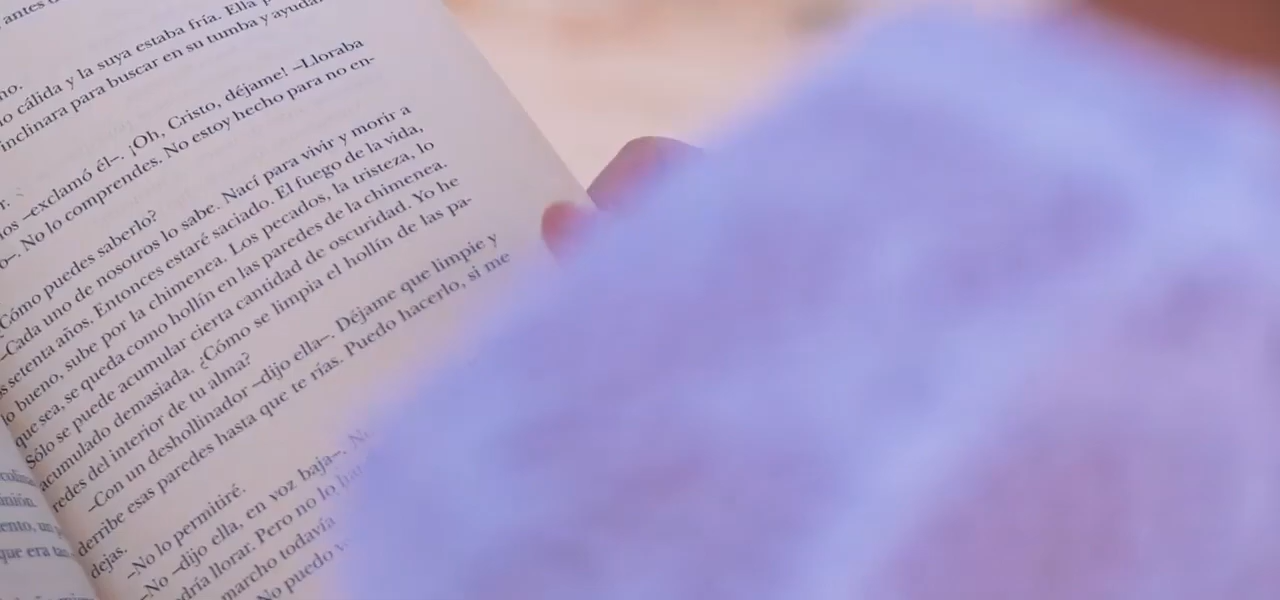 antes
no.
cálida y la suya estaba fría. Ella
inclinara para buscar en su tumba y ayudar
r.
–exclamó él–. ¡Oh, Cristo, déjame! –Lloraba
–. No lo comprendes. No estoy hecho para no en-
Cómo puedes saberlo?
–Cada uno de nosotros lo sabe. Nací para vivir y morir a
s setenta años. Entonces estaré saciado. El fuego de la vida,
lo bueno, sube por la chimenea. Los pecados, la tristeza, lo
que sea, se queda como hollín en las paredes de la chimenea.
Sólo se puede acumular cierta cantidad de oscuridad. Yo he
acumulado demasiada. ¿Cómo se limpia el hollín de las pa-
redes del interior de tu alma?
–Con un deshollinador –dijo ella–. Déjame que limpie y
derribe esas paredes hasta que te rías. Puedo hacerlo, si me
dejas.
–No lo permitiré.
–No –dijo ella, en voz baja–.
dría llorar. Pero no lo
marcho todavía
No puedo
que era tan